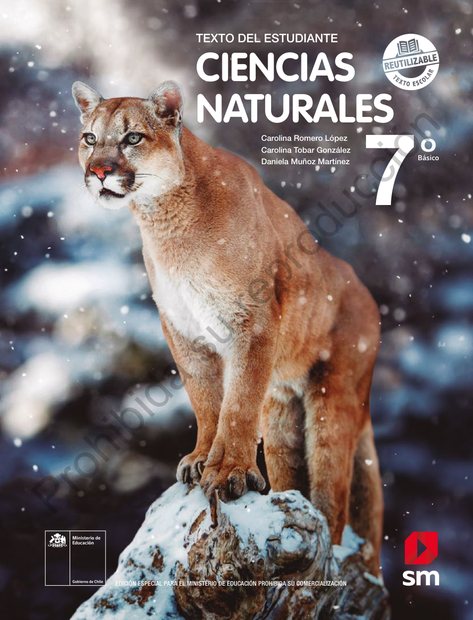 TEXTO DEL ESTUDIANTE
CIENCIAS
NATURALES
REUTILIZABLE
TEXTO ESCOLAR
Carolina Romero López
Carolina Tobar González
Daniela Muñoz Martínez
7°
Básico
Prohibida su reproducción
Ministerio de
Educación
Gobierno de Chile
EDICIÓN ESPECIAL PARA EL MINISTERIO DE EDUCACIÓN PROHIBIDA SU COMERCIALIZACIÓN
sm